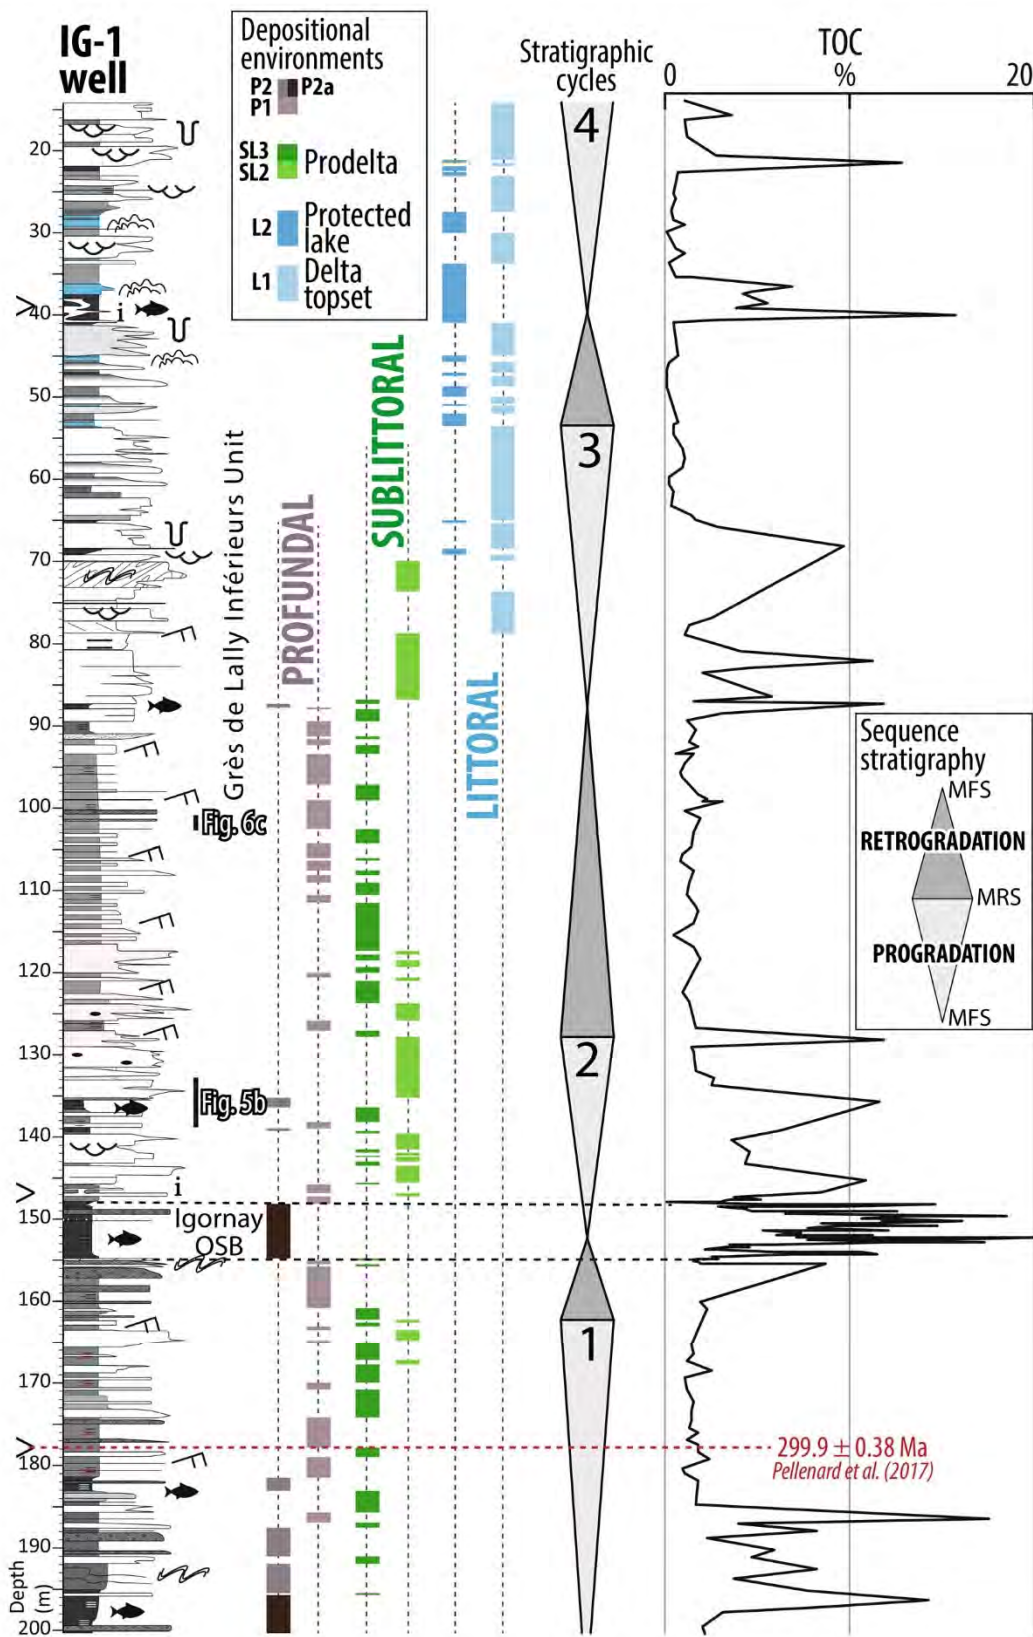 IG-1
well
Depositional
environments
P2 P2a
P1
SL3
SL2
Prodelta
L2 Protected
lake
L1 Delta
topset
Stratigraphic
cycles
TOC
0 % 20
4
20
30
40
i
50
3
60
70
80
90
100
110
120
130
140
150
160
170
180
190
200
Depth
(m)
Grès de Lally Inférieurs Unit
PROFUNDAL
SUBLITTORAL
LITTORAL
Fig. 6c
Fig. 5b
2
i
Igornay
OSB
1
Sequence
stratigraphy
MFS
RETROGRADATION
MRS
PROGRADATION
MFS
299.9 ± 0.38 Ma
Pellenard et al. (2017)